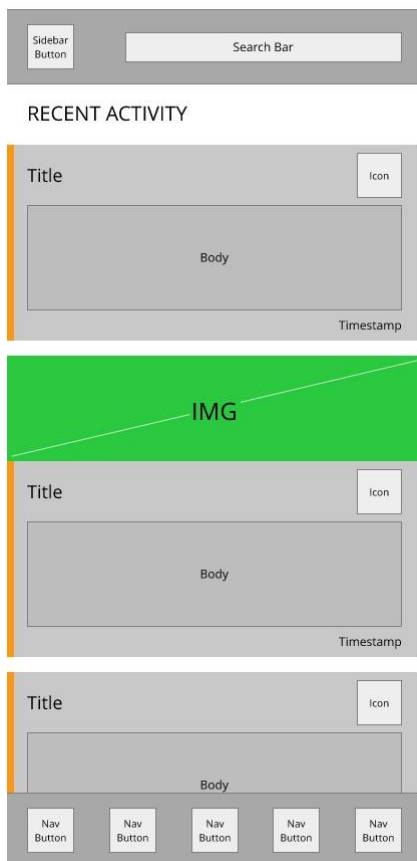 Sidebar
Button
Search Bar
RECENT ACTIVITY
Title
Icon
Body
Timestamp
IMG
Title
Icon
Body
Timestamp
Title
Icon
Body
Nav
Button
Nav
Button
Nav
Button
Nav
Button
Nav
Button